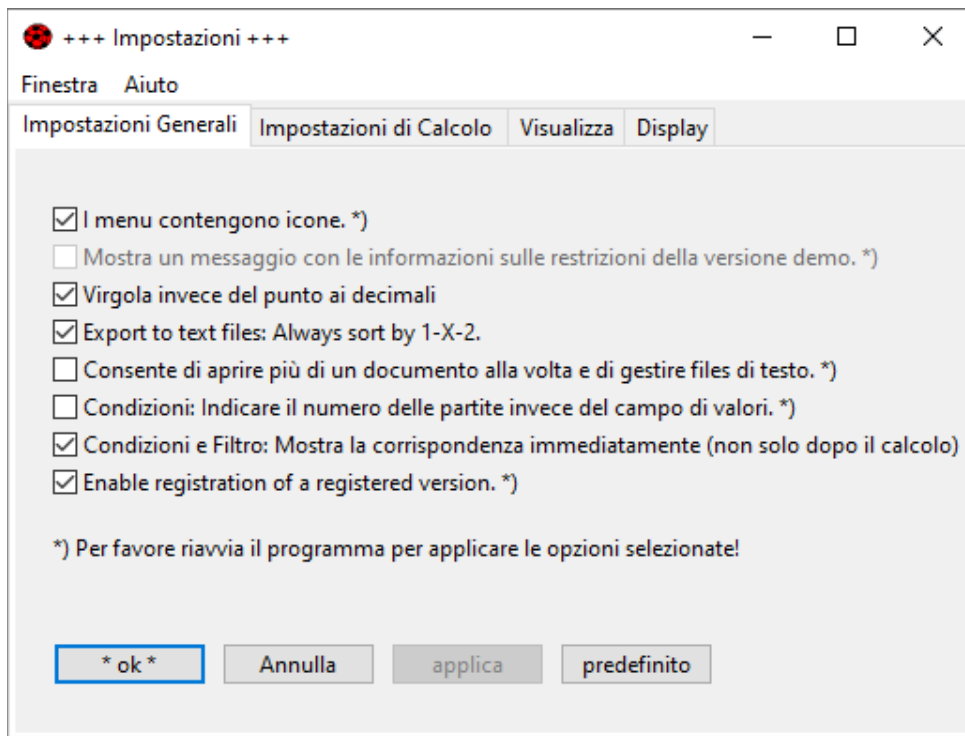 +++ Impostazioni +++
Finestra Aiuto
Impostazioni Generali Impostazioni di Calcolo Visualizza Display
I menu contengono icone. *)
Mostra un messaggio con le informazioni sulle restrizioni della versione demo. *)
Virgola invece del punto ai decimali
Export to text files: Always sort by 1-X-2.
Consente di aprire più di un documento alla volta e di gestire files di testo. *)
Condizioni: Indicare il numero delle partite invece del campo di valori. *)
Condizioni e Filtro: Mostra la corrispondenza immediatamente (non solo dopo il calcolo)
Enable registration of a registered version. *)
*) Per favore riavvia il programma per applicare le opzioni selezionate!
* ok * Annulla applica predefinito